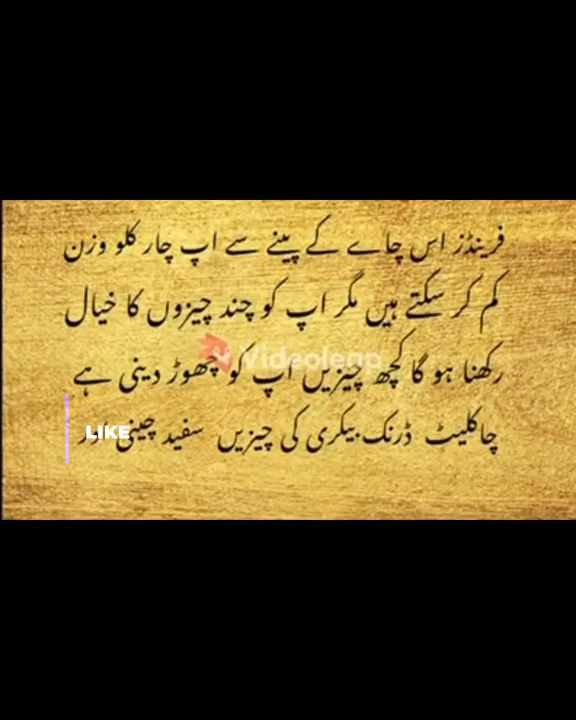 فرینڈز اس چاے کے پینے سے اپ چار کلو وزن
کم کر سکتے ہیں مگر اپ کو چند چیزوں کا خیال
رکھنا ہو گا کچھ چیزیں اپ کو چھوڑ دینی ہے
چاکلیٹ ڈرنک بیکری کی چیزیں سفید چینی اور
Videoleap
LIKE